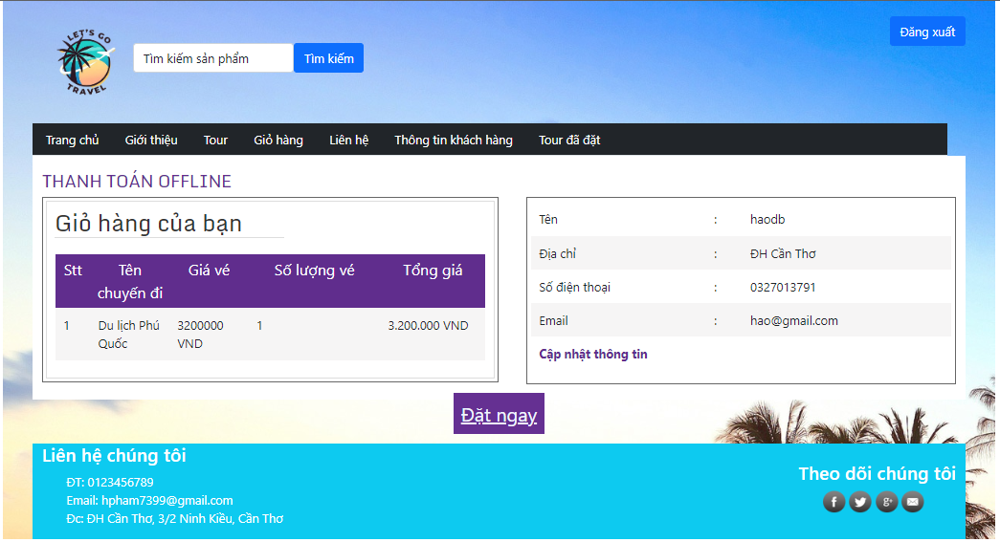 LET'S GO
TRAVEL
Tìm kiếm sản phẩm
Tìm kiếm
Đăng xuất
Trang chủ Giới thiệu Tour Giỏ hàng Liên hệ Thông tin khách hàng Tour đã đặt
THANH TOÁN OFFLINE
Giỏ hàng của bạn
Stt Tên chuyến đi Giá vé Số lượng vé Tổng giá
1 Du lịch Phú Quốc 3200000 VND 1 3.200.000 VND
Tên : haodb
Địa chỉ : ĐH Cần Thơ
Số điện thoại : 0327013791
Email : hao@gmail.com
Cập nhật thông tin
Đặt ngay
Liên hệ chúng tôi
ĐT: 0123456789
Email: hpham7399@gmail.com
Đc: ĐH Cần Thơ, 3/2 Ninh Kiều, Cần Thơ
Theo dõi chúng tôi